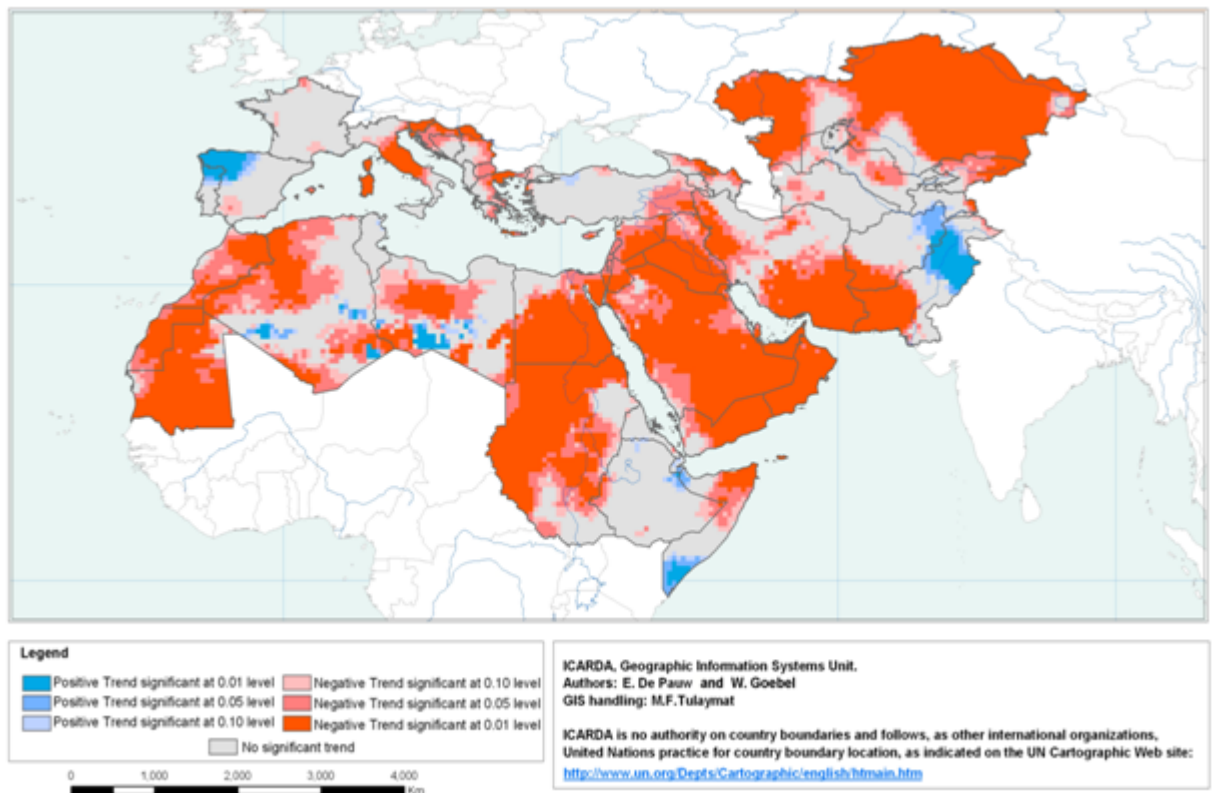 Legend
Positive Trend significant at 0.01 level
Negative Trend significant at 0.10 level
Positive Trend significant at 0.05 level
Negative Trend significant at 0.05 level
Positive Trend significant at 0.10 level
Negative Trend significant at 0.01 level
No significant trend
0 1,000 2,000 3,000 4,000
Km
ICARDA, Geographic Information Systems Unit.
Authors: E. De Pauw and W. Goebel
GIS handling: M.F.Tulaymat
ICARDA is no authority on country boundaries and follows, as other international organizations,
United Nations practice for country boundary location, as indicated on the UN Cartographic Web site:
http://www.un.org/Depts/Cartographic/english/htmain.htm